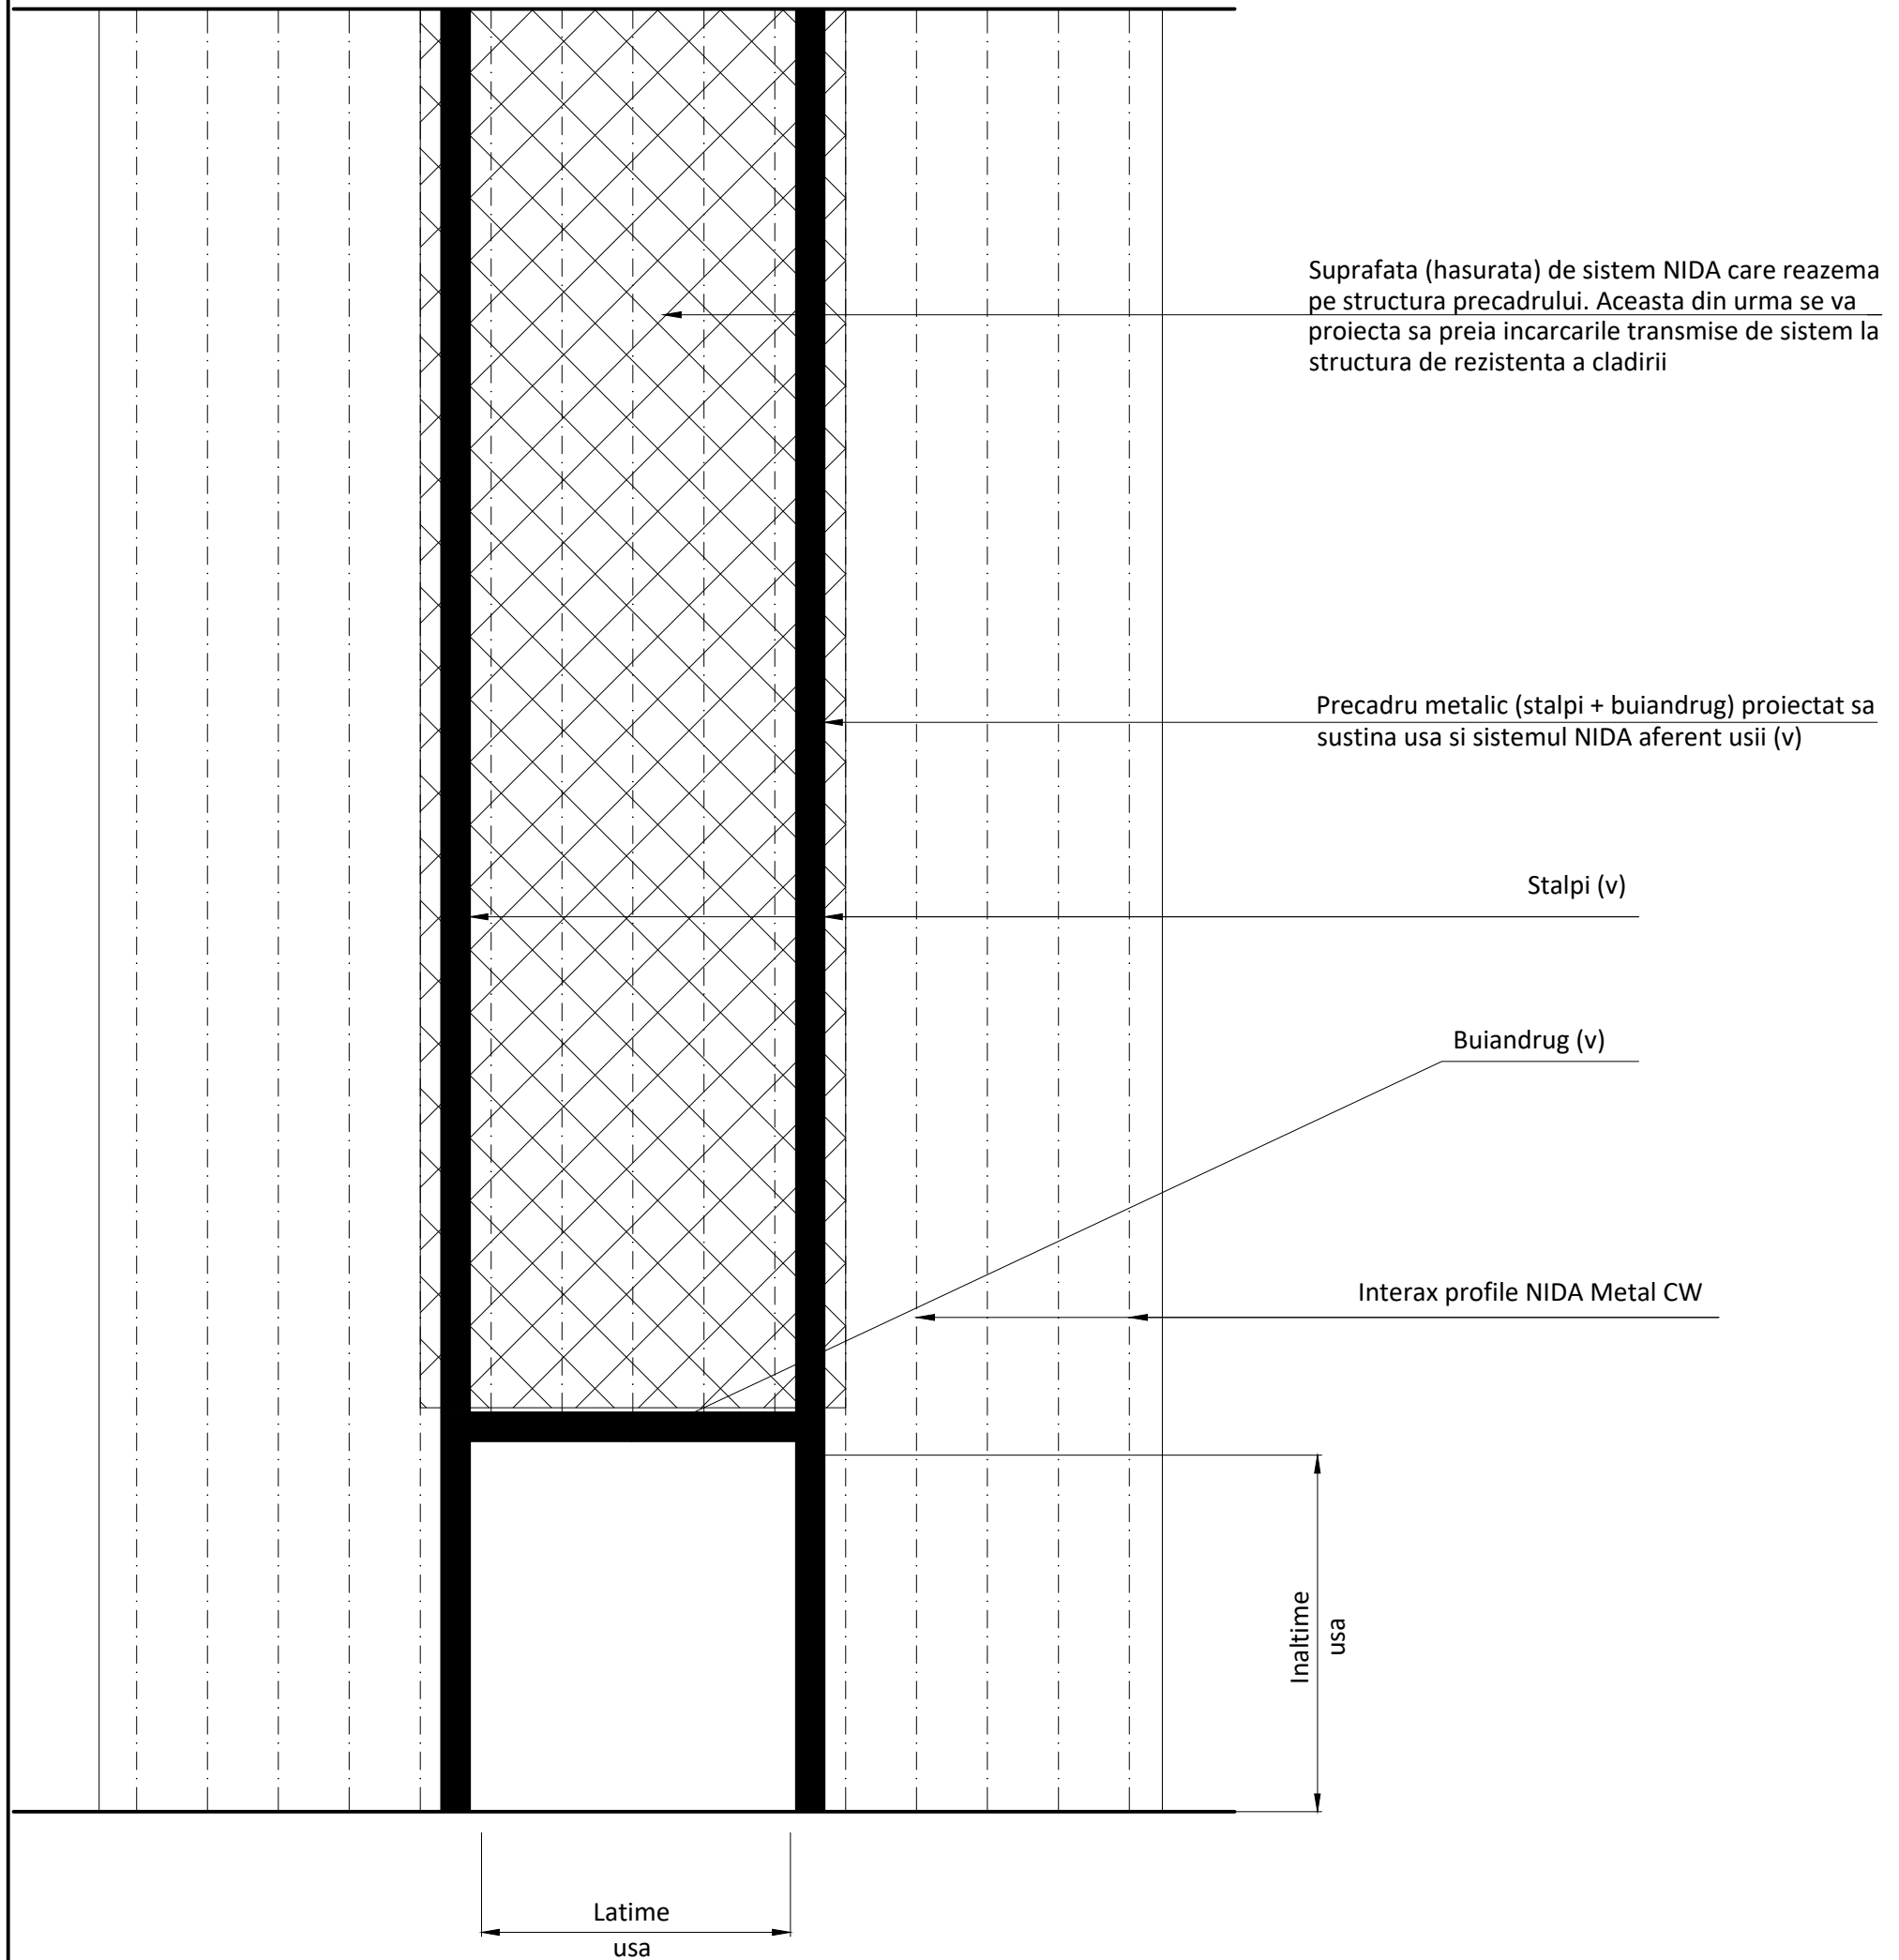 Suprafata (hasurata) de sistem NIDA care reazema
pe structura precadrului. Aceasta din urma se va
proiecta sa preia incarcarile transmise de sistem la
structura de rezistenta a cladirii
Precadru metalic (stalpi + buiandrug) proiectat sa
sustina usa si sistemul NIDA aferent usii (v)
Stalpi (v)
Buiandrug (v)
Interax profile NIDA Metal CW
Inaltime
usa
Latime
usa